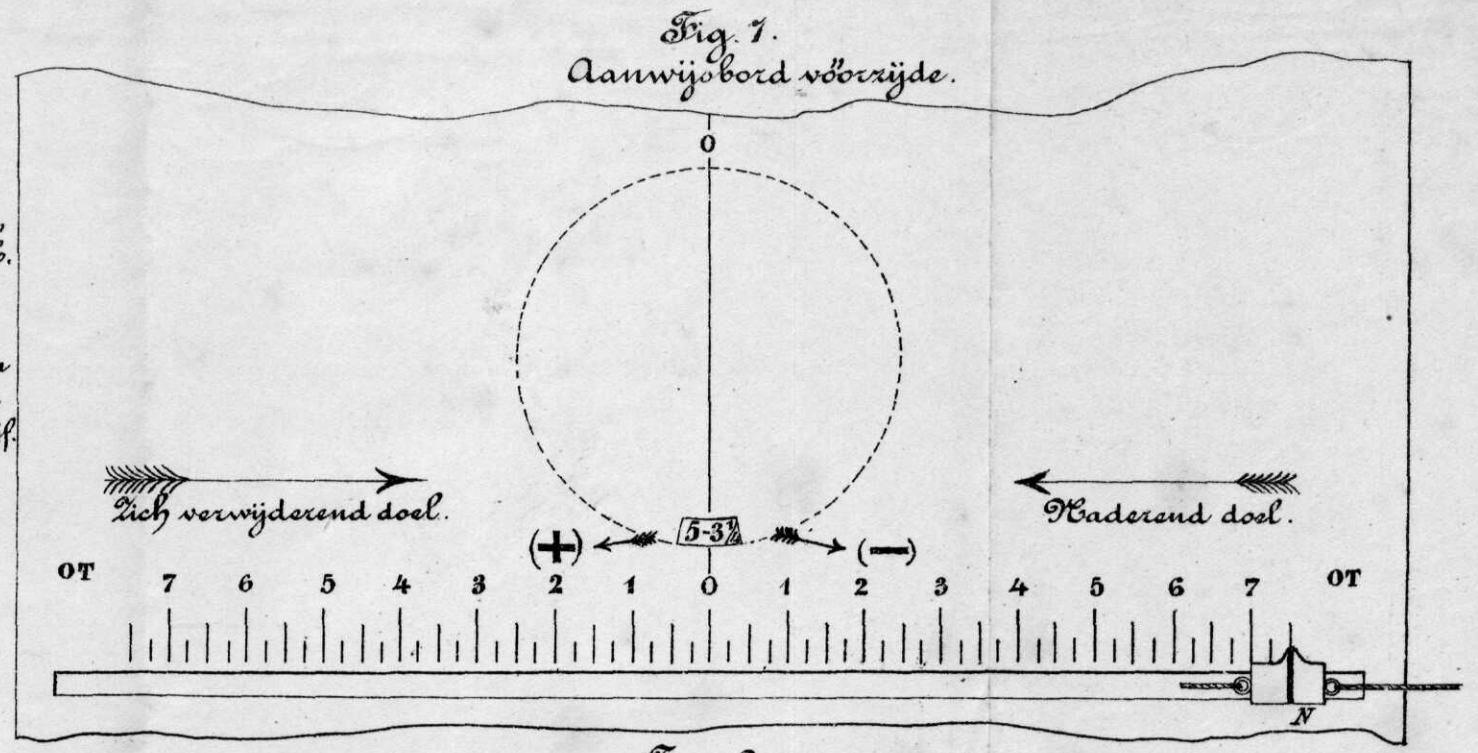 Fig. 1.
Aanwijsbord vóórzijde.
0
Zich verwijderend doel.
Naderend doel.
5-3½
(+) (—)
OT 7 6 5 4 3 2 1 0 1 2 3 4 5 6 7 OT
N